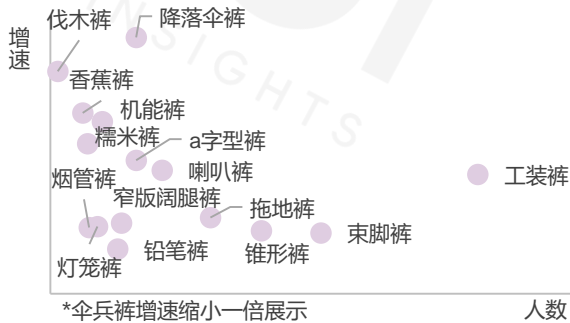 伐木裤
降落伞裤
增速
香蕉裤
机能裤
糯米裤
a字型裤
喇叭裤
烟管裤
工装裤
窄版阔腿裤
拖地裤
束脚裤
铅笔裤
锥形裤
灯笼裤
*伞兵裤增速缩小一倍展示
人数
INSIGHTS